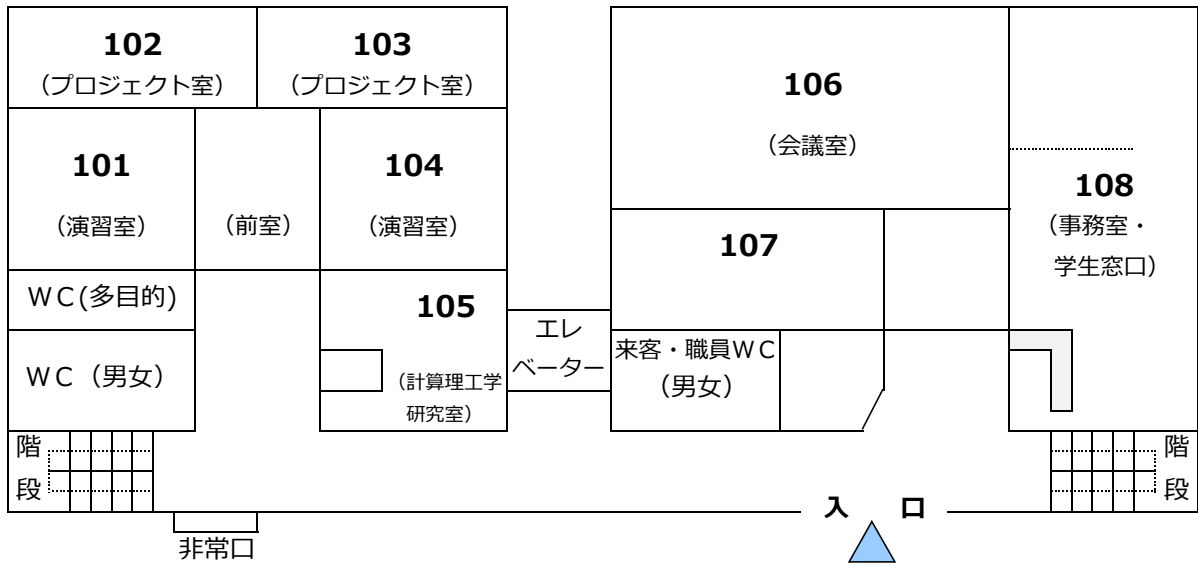 102
（プロジェクト室）
103
（プロジェクト室）
106
（会議室）
101
（演習室）
（前室）
104
（演習室）
107
108
（事務室・
学生窓口）
ＷＣ(多目的)
105
（計算理工学
研究室）
エレ
ベーター
来客・職員ＷＣ
（男女）
ＷＣ（男女）
階
段
階
段
入　口
非常口